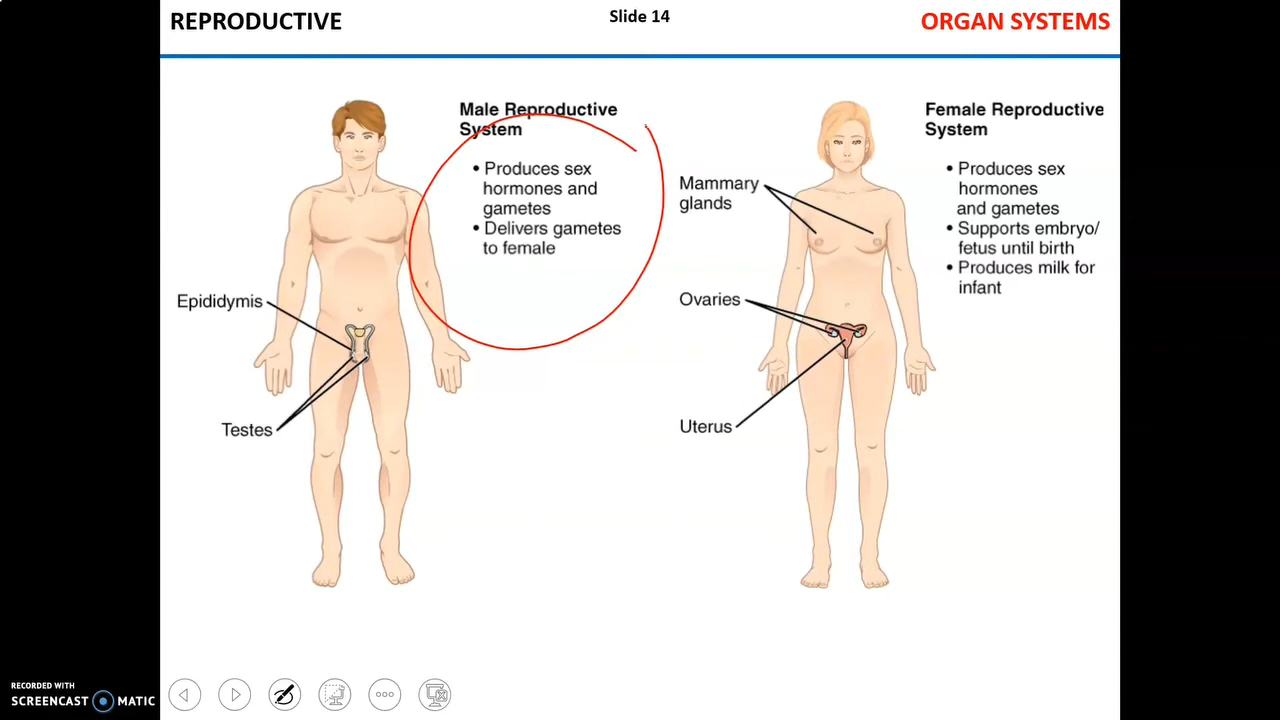 REPRODUCTIVE
Slide 14
ORGAN SYSTEMS
Male Reproductive
System
• Produces sex
hormones and
gametes
• Delivers gametes
to female
Epididymis
Testes
Female Reproductive
System
• Produces sex
hormones
and gametes
• Supports embryo/
fetus until birth
• Produces milk for
infant
Mammary
glands
Ovaries
Uterus
RECORDED WITH
SCREENCAST MATIC